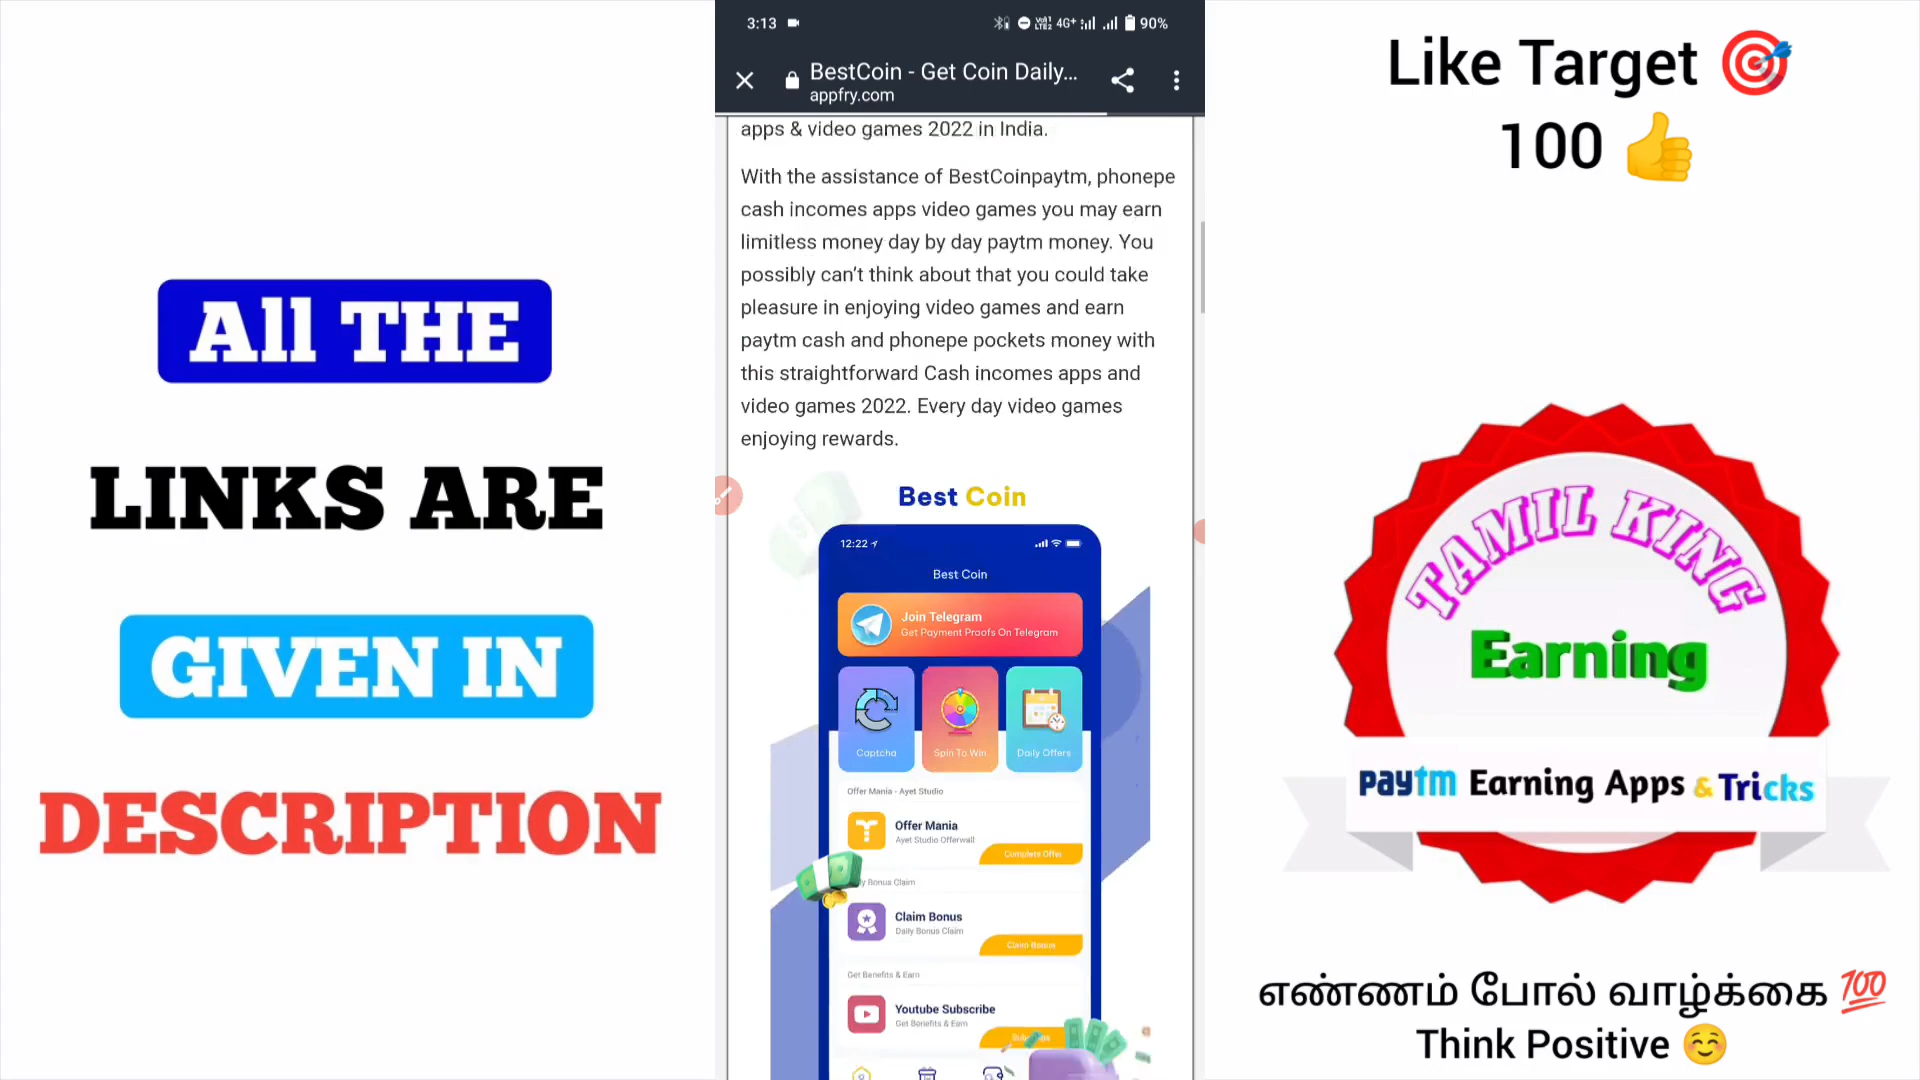 All THE
LINKS ARE
GIVEN IN
DESCRIPTION
3:13
4G+
90%
BestCoin - Get Coin Daily...
appfry.com
apps & video games 2022 in India.
With the assistance of BestCoinpaytm, phonepe
cash incomes apps video games you may earn
limitless money day by day paytm money. You
possibly can't think about that you could take
pleasure in enjoying video games and earn
paytm cash and phonepe pockets money with
this straightforward Cash incomes apps and
video games 2022. Every day video games
enjoying rewards.
Best Coin
12:22
Best Coin
Join Telegram
Get Payment Proofs On Telegram
Captcha
Spin To Win
Daily Offers
Offer Mania - Ayet Studio
Offer Mania
Ayet Studio Offerwall
Complete Offer
Bonus Claim
Claim Bonus
Daily Bonus Claim
Claim Bonus
Get Benefits & Earn
Youtube Subscribe
Get Benefits & Earn
Like Target
100
TAMIL KING
Earning
paytm Earning Apps & Tricks
எண்ணம் போல் வாழ்க்கை 💯
Think Positive